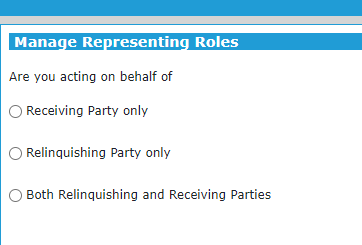 Manage Representing Roles
Are you acting on behalf of
Receiving Party only
Relinquishing Party only
Both Relinquishing and Receiving Parties